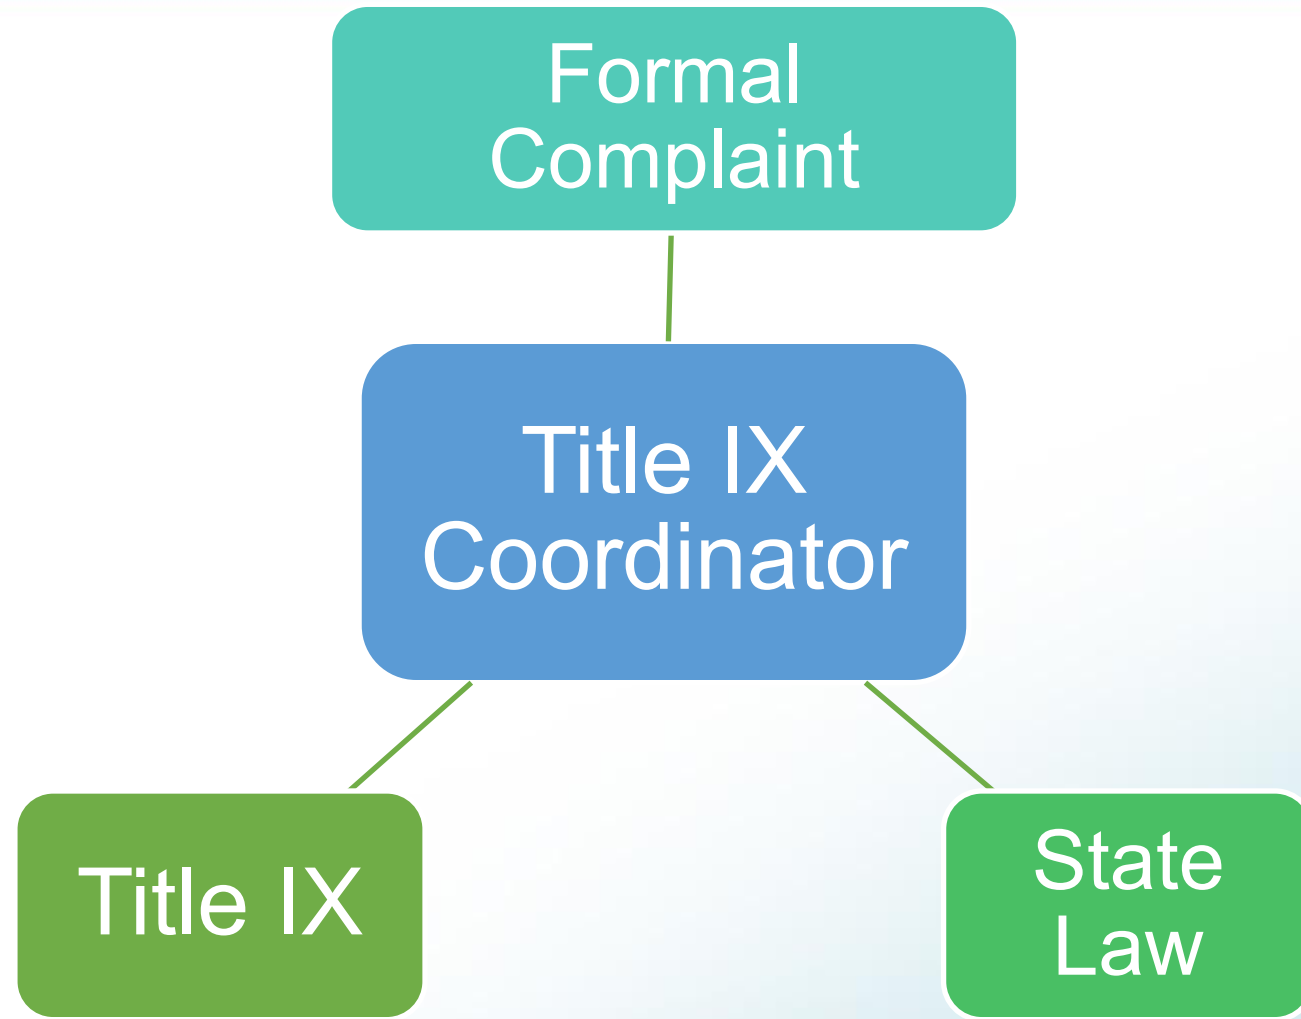 Formal
Complaint
Title IX
Coordinator
Title IX
State
Law